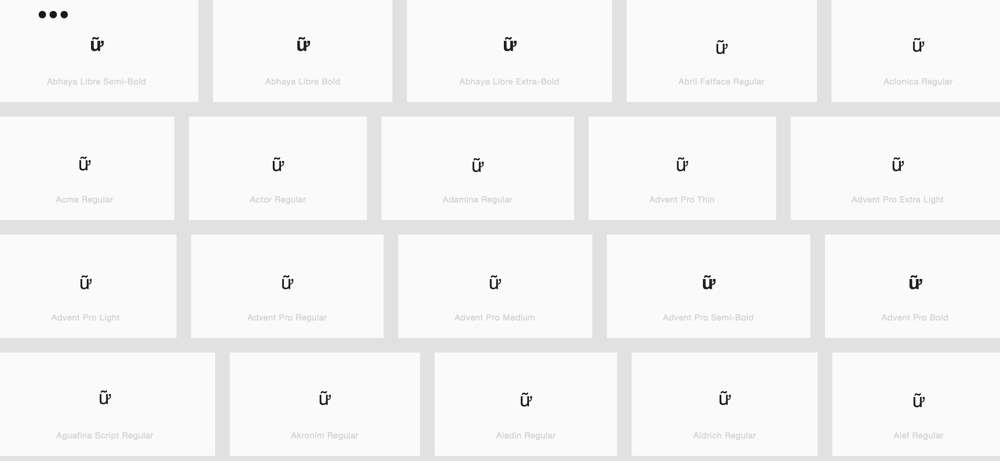 ữ ữ ữ ữ ữ
Abhaya Libre Semi-Bold Abhaya Libre Bold Abhaya Libre Extra-Bold Abril Fatface Regular Aclonica Regular
ữ ữ ữ ữ ữ
Acme Regular Actor Regular Adamina Regular Advent Pro Thin Advent Pro Extra Light
ữ ữ ữ ữ ữ
Advent Pro Light Advent Pro Regular Advent Pro Medium Advent Pro Semi-Bold Advent Pro Bold
ữ ữ ữ ữ ữ
Aguafina Script Regular Akronim Regular Aladin Regular Aldrich Regular Alef Regular